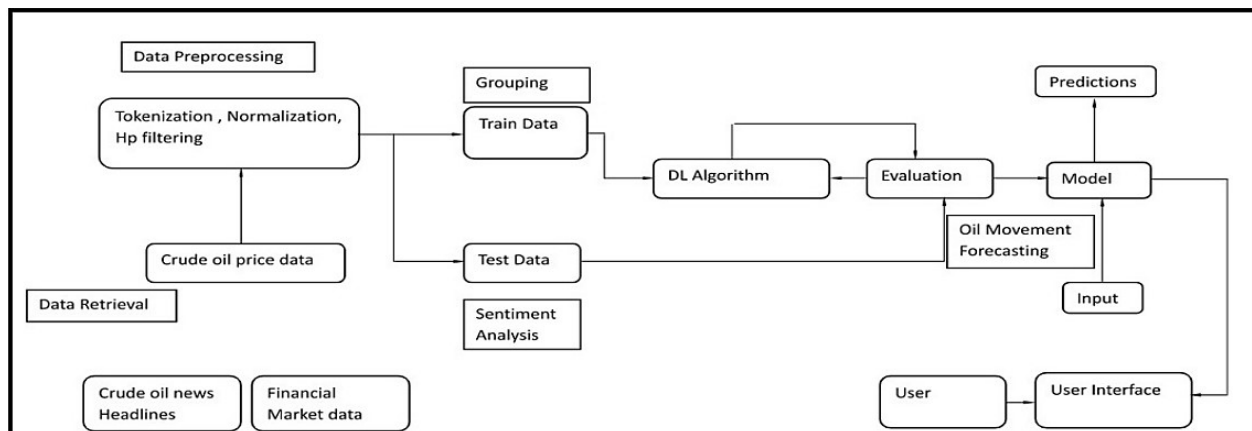 Data Preprocessing
Tokenization , Normalization,
Hp filtering
Crude oil price data
Data Retrieval
Crude oil news
Headlines
Financial
Market data
Grouping
Train Data
Test Data
Sentiment
Analysis
DL Algorithm
Evaluation
Oil Movement
Forecasting
Predictions
Model
Input
User
User Interface